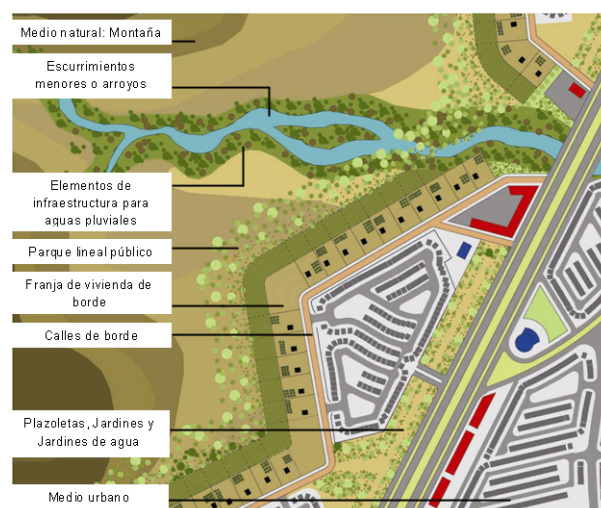 Medio natural: Montaña
Escurrimientos
menores o arroyos
Elementos de
infraestructura para
aguas pluviales
Parque lineal público
Franja de vivienda de
borde
Calles de borde
Plazoletas, Jardines y
Jardines de agua
Medio urbano